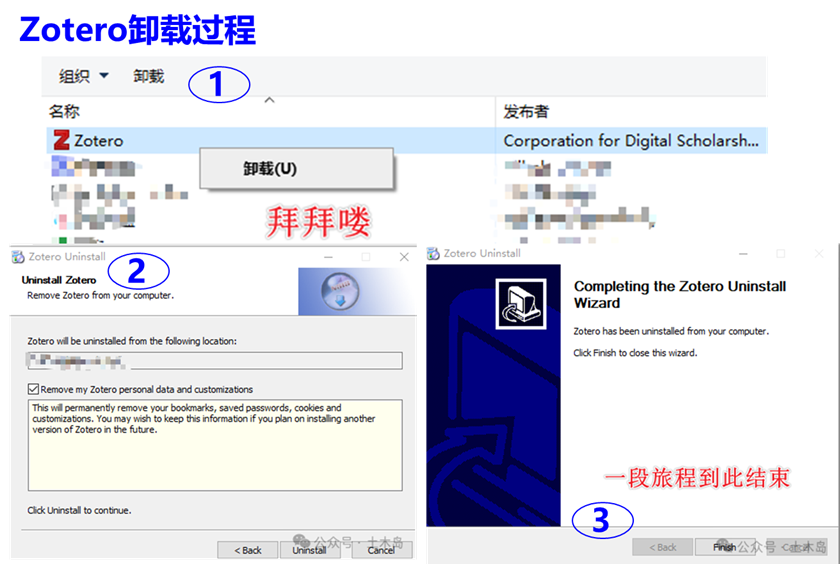 Zotero卸载过程
组织 卸载 1
名称 发布者
Zotero Corporation for Digital Scholarsh...
卸载(U)
拜拜喽
Zotero Uninstall
2
Uninstall Zotero
Remove Zotero from your computer.
Zotero will be uninstalled from the following location:
Remove my Zotero personal data and customizations
This will permanently remove your bookmarks, saved passwords, cookies and
customizations. You may wish to keep this information if you plan on installing another
version of Zotero in the future.
Click Uninstall to continue.
< Back Uninstall Cancel
公众号 · 土木岛
Zotero Uninstall
Completing the Zotero Uninstall
Wizard
Zotero has been uninstalled from your computer.
Click Finish to close this wizard.
一段旅程到此结束
3
< Back Finish Cancel
公众号 · 土木岛